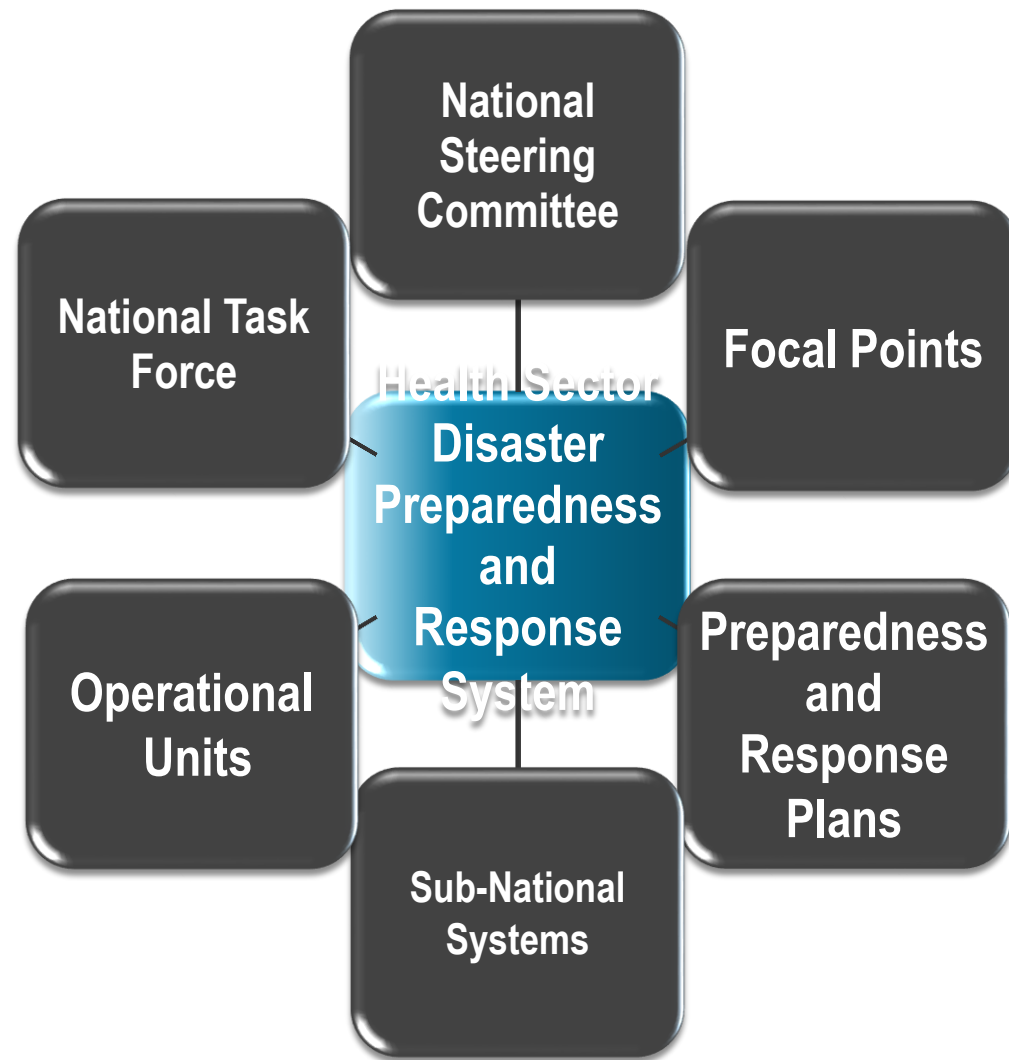 National
Steering
Committee
National Task
Force
Focal Points
Health Sector
Disaster
Preparedness
and
Response
System
Operational
Units
Preparedness
and
Response
Plans
Sub-National
Systems